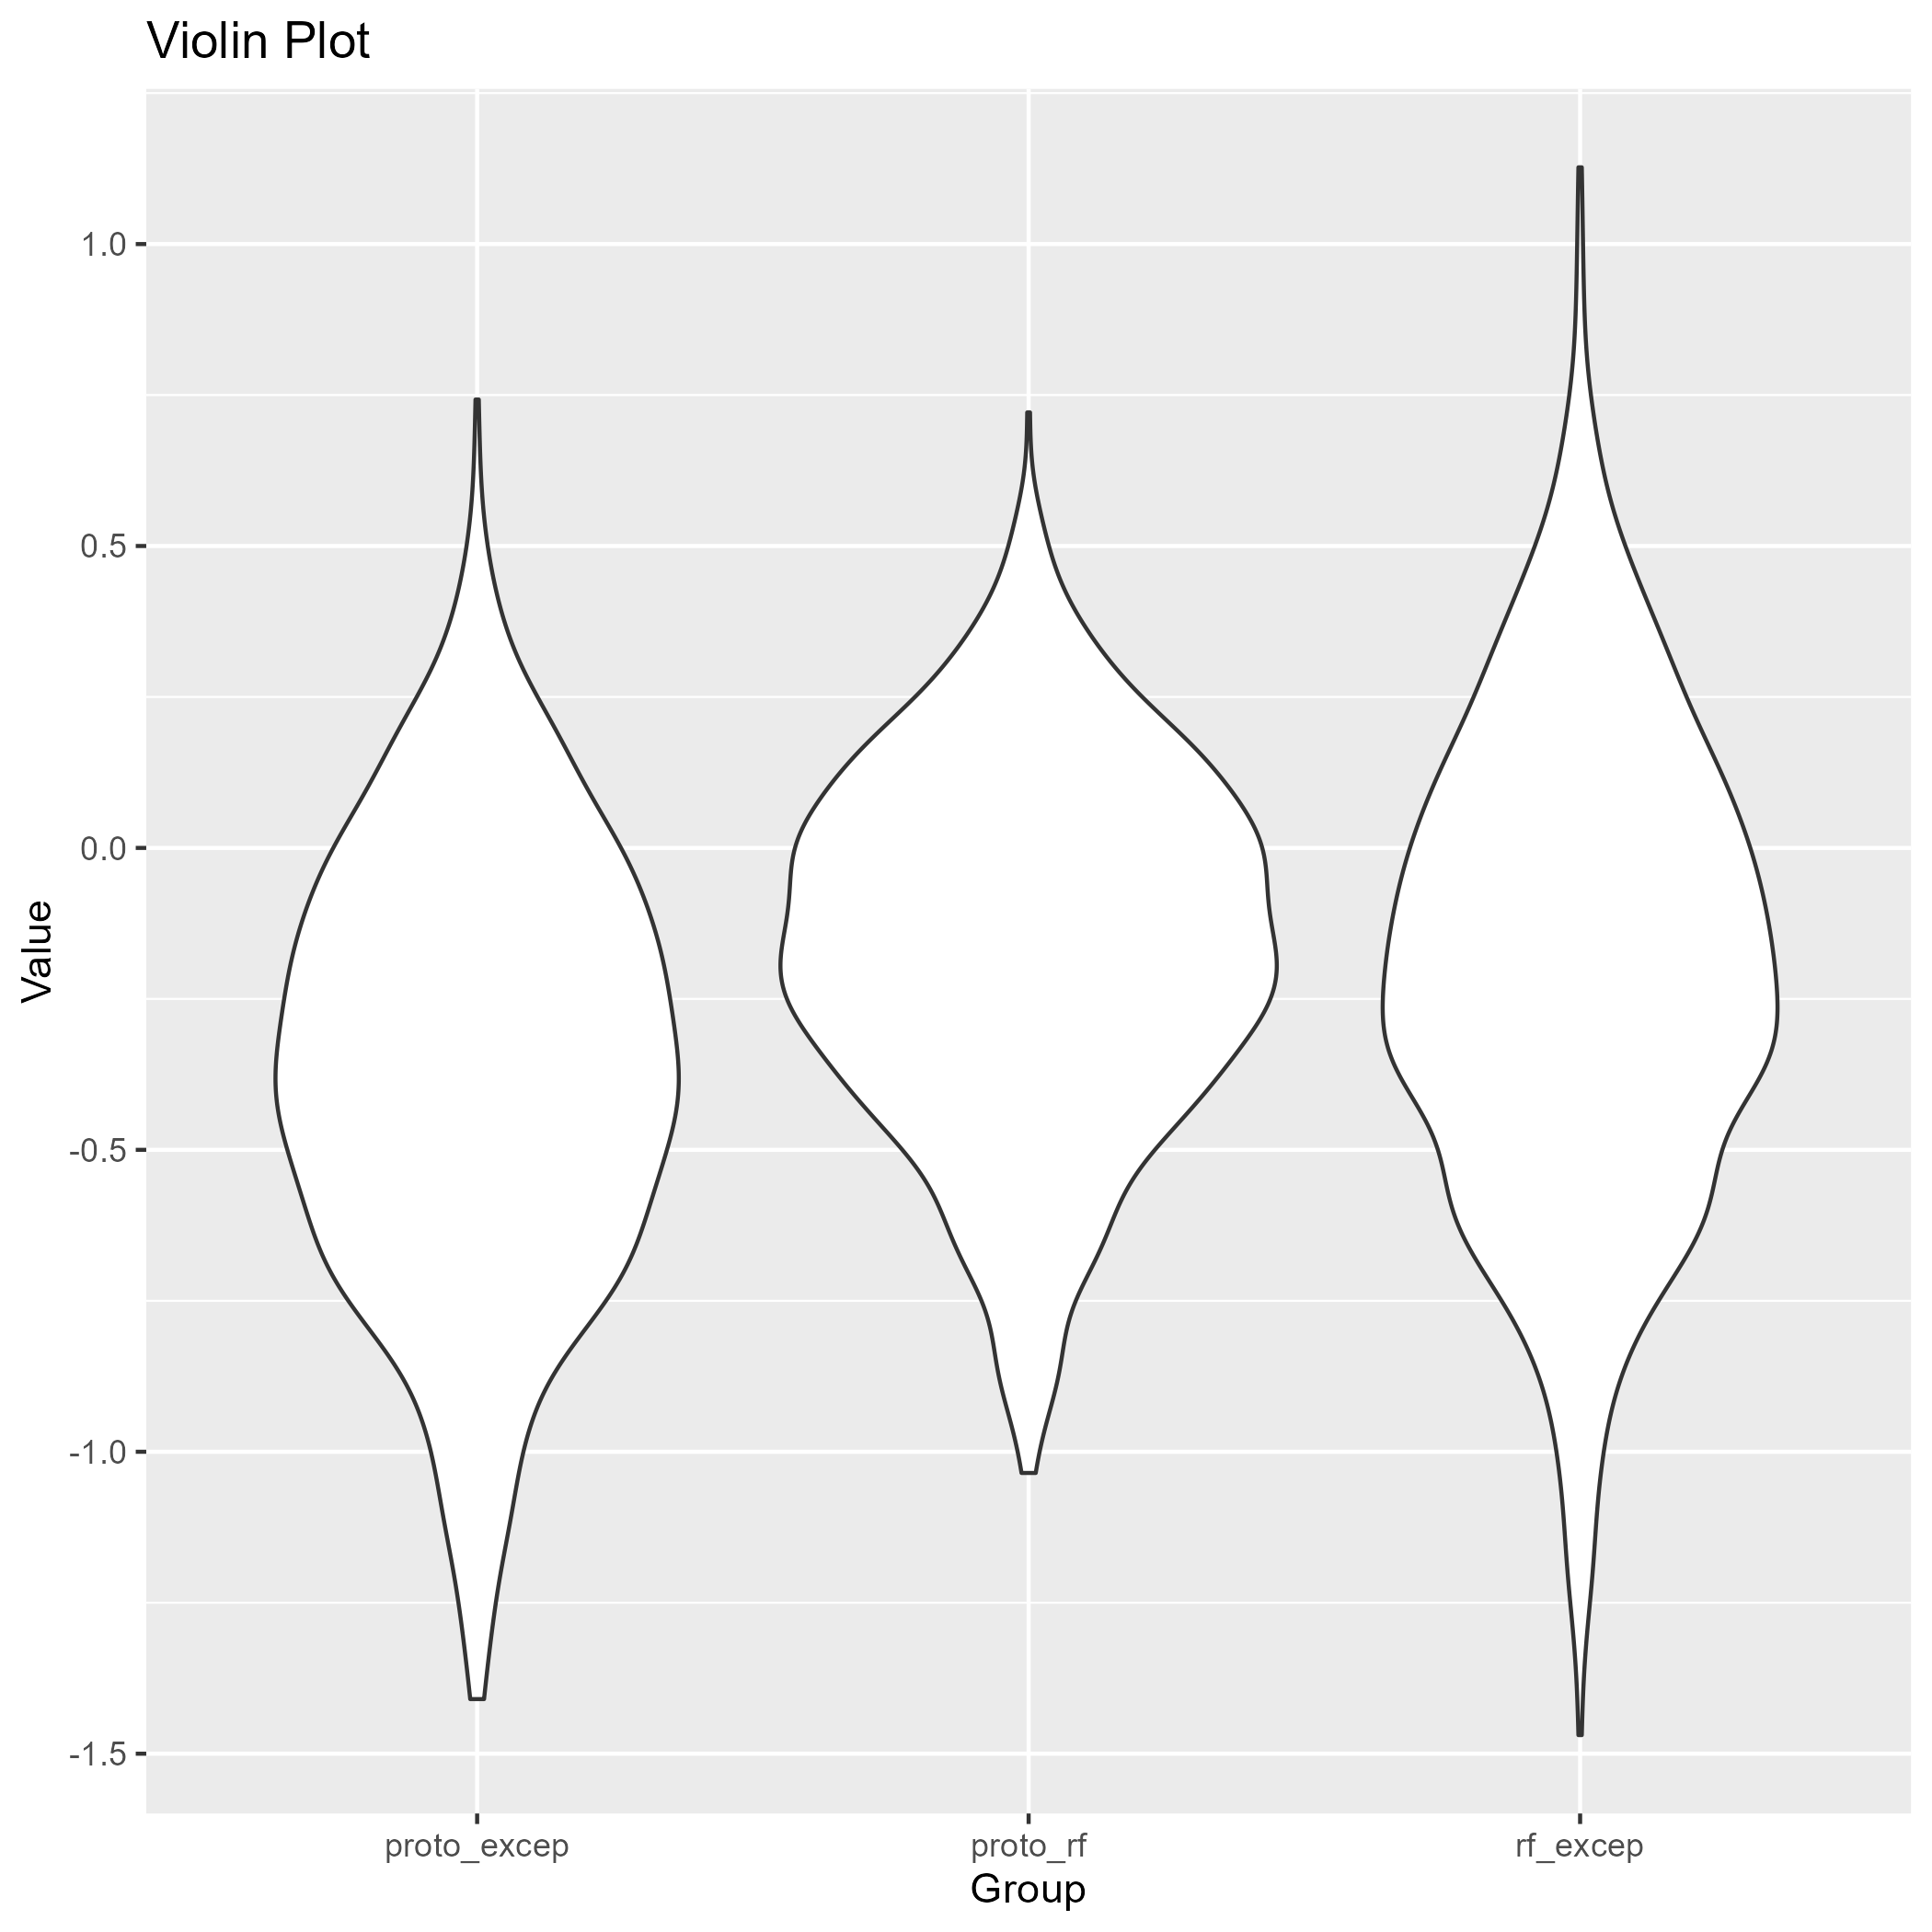 Violin Plot
1.0
0.5
0.0
-0.5
-1.0
-1.5
Value
proto_excep
proto_rf
rf_excep
Group